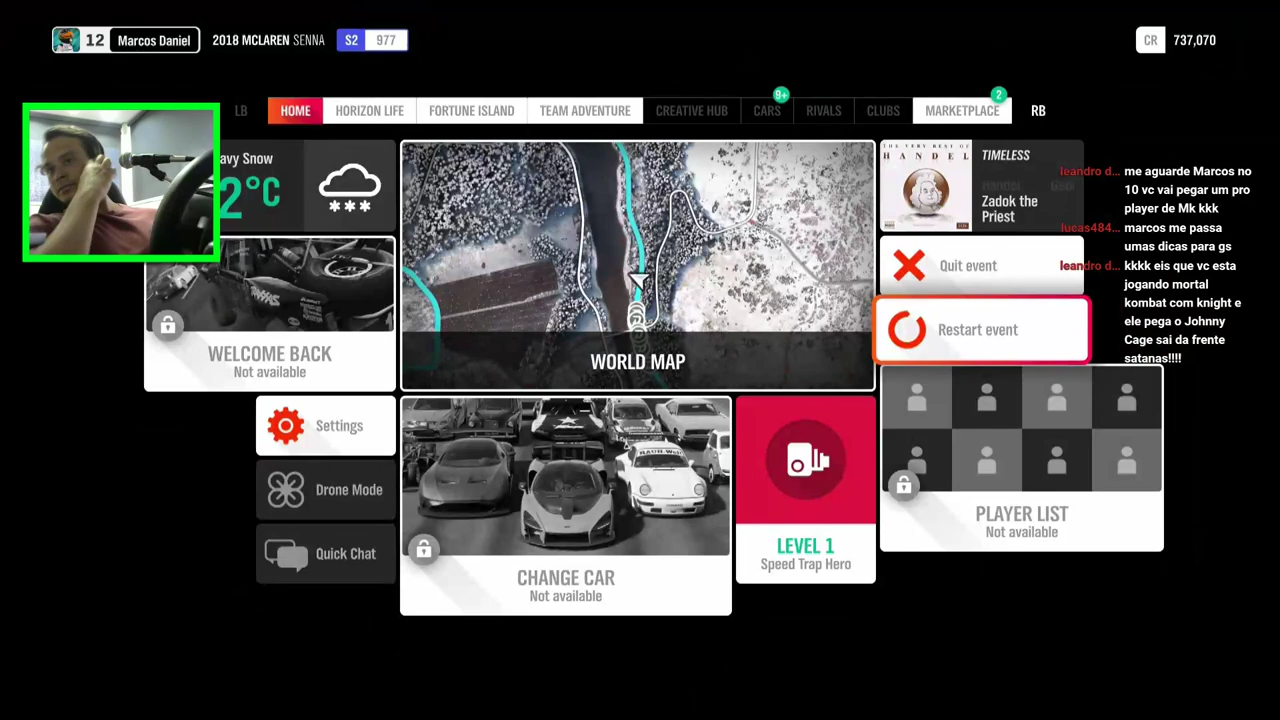 12 Marcos Daniel 2018 MCLAREN SENNA S2 977
CR 737,070
LB HOME HORIZON LIFE FORTUNE ISLAND TEAM ADVENTURE CREATIVE HUB CARS 9+ RIVALS CLUBS MARKETPLACE 2 RB
avy Snow
2°C
WORLD MAP
THE VERY BEST OF
HANDEL
TIMELESS
Handel
Zadok the
Priest
Quit event
Restart event
WELCOME BACK
Not available
Settings
Drone Mode
Quick Chat
CHANGE CAR
Not available
LEVEL 1
Speed Trap Hero
PLAYER LIST
Not available
leandro d... me aguarde Marcos no
10 vc vai pegar um pro
player de Mk kkk
lucas484... marcos me passa
umas dicas para gs
leandro d... kkkk eis que vc esta
jogando mortal
kombat com knight e
ele pega o Johnny
Cage sai da frente
satanas!!!!